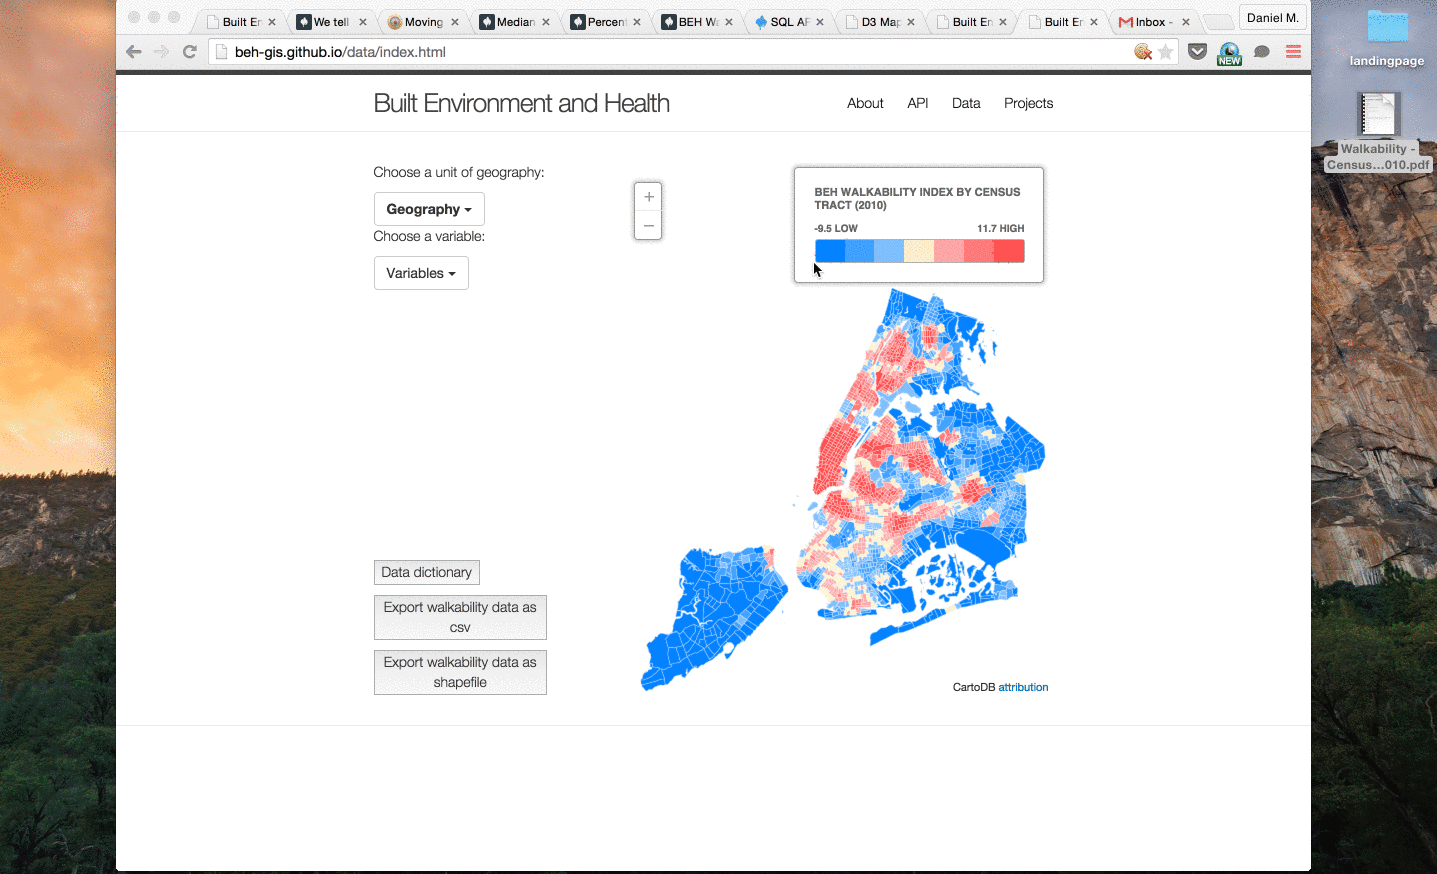 Built En
We tell
Moving
Median
Percent
BEH Wa
SQL AP
D3 Map
Built En
Built En
Inbox -
Daniel M.
beh-gis.github.io/data/index.html
NEW
landingpage
Walkability -
Census...010.pdf
Built Environment and Health
About
API
Data
Projects
Choose a unit of geography:
Geography
Choose a variable:
Variables
+
−
BEH WALKABILITY INDEX BY CENSUS
TRACT (2010)
-9.5 LOW
11.7 HIGH
Data dictionary
Export walkability data as
csv
Export walkability data as
shapefile
CartoDB attribution